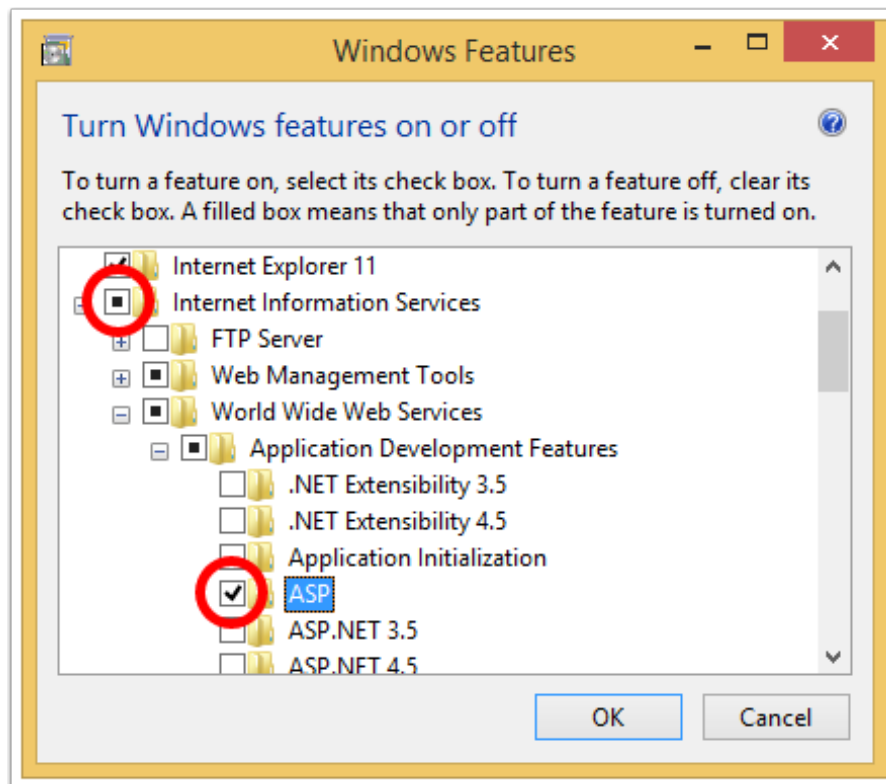 Windows Features
Turn Windows features on or off
To turn a feature on, select its check box. To turn a feature off, clear its
check box. A filled box means that only part of the feature is turned on.
Internet Explorer 11
Internet Information Services
FTP Server
Web Management Tools
World Wide Web Services
Application Development Features
.NET Extensibility 3.5
.NET Extensibility 4.5
Application Initialization
ASP
ASP.NET 3.5
ASP.NET 4.5
OK Cancel